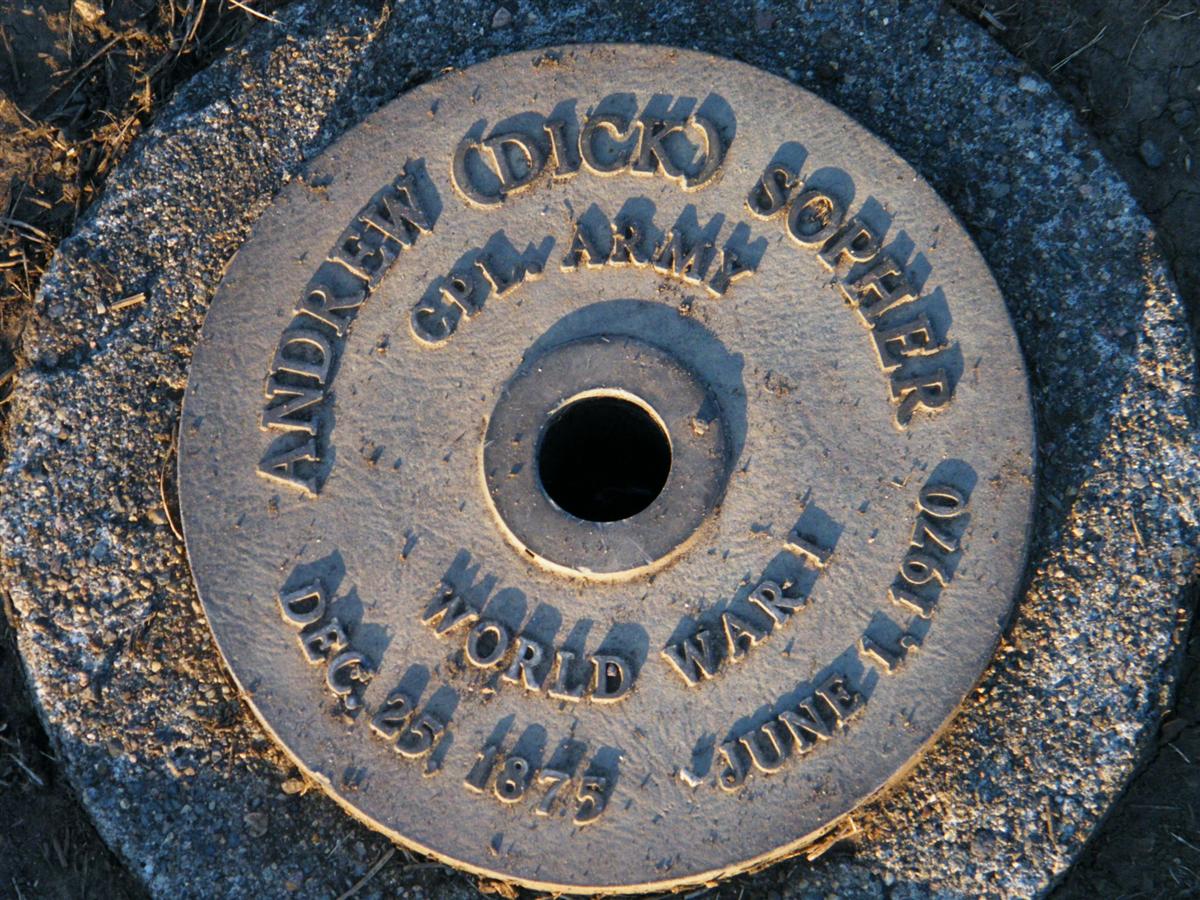 ANDREW (DICK) SOPHER
CPL. ARMY
WORLD WAR I
DEC. 25, 1875 - JUNE 1, 1970